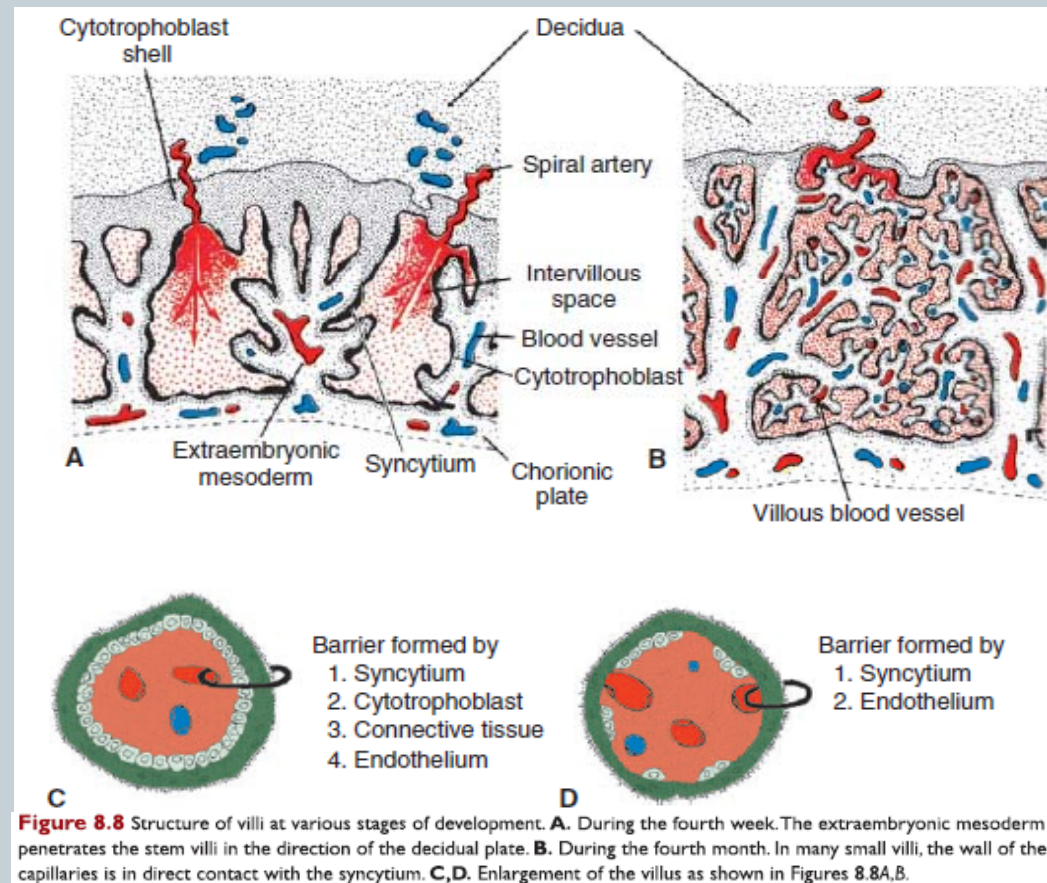 Cytotrophoblast
shell
Decidua
Spiral artery
Intervillous
space
Blood vessel
Cytotrophoblast
A
Extraembryonic
mesoderm
Syncytium
Chorionic
plate
B
Villous blood vessel
Barrier formed by
1. Syncytium
2. Cytotrophoblast
3. Connective tissue
4. Endothelium
C
Barrier formed by
1. Syncytium
2. Endothelium
D
Figure 8.8 Structure of villi at various stages of development. A. During the fourth week. The extraembryonic mesoderm
penetrates the stem villi in the direction of the decidual plate. B. During the fourth month. In many small villi, the wall of the
capillaries is in direct contact with the syncytium. C,D. Enlargement of the villus as shown in Figures 8.8A,B.